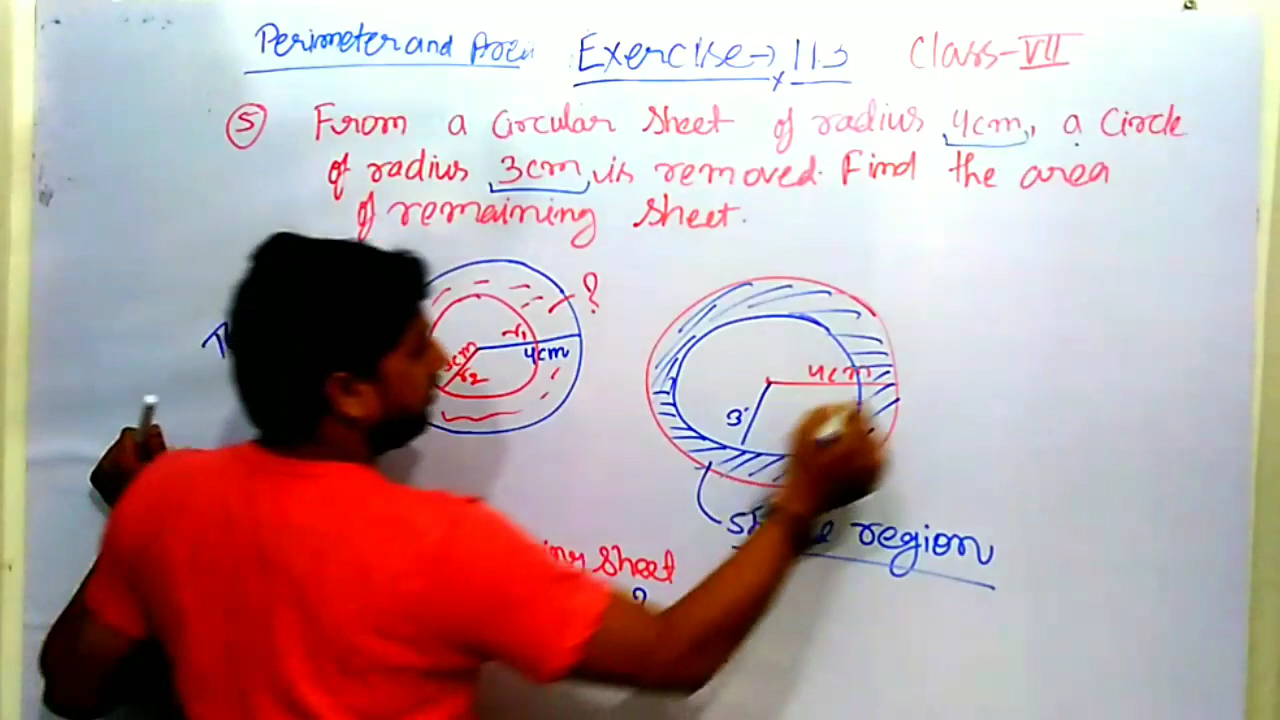 Perimeter and Area Exercise→ 11.3 Class-VII
(5) From a circular sheet of radius 4cm, a circle
of radius 3cm, is removed. Find the area
of remaining sheet.
?
r1
4cm
3cm
r2
4cm
3
region
sheet
?